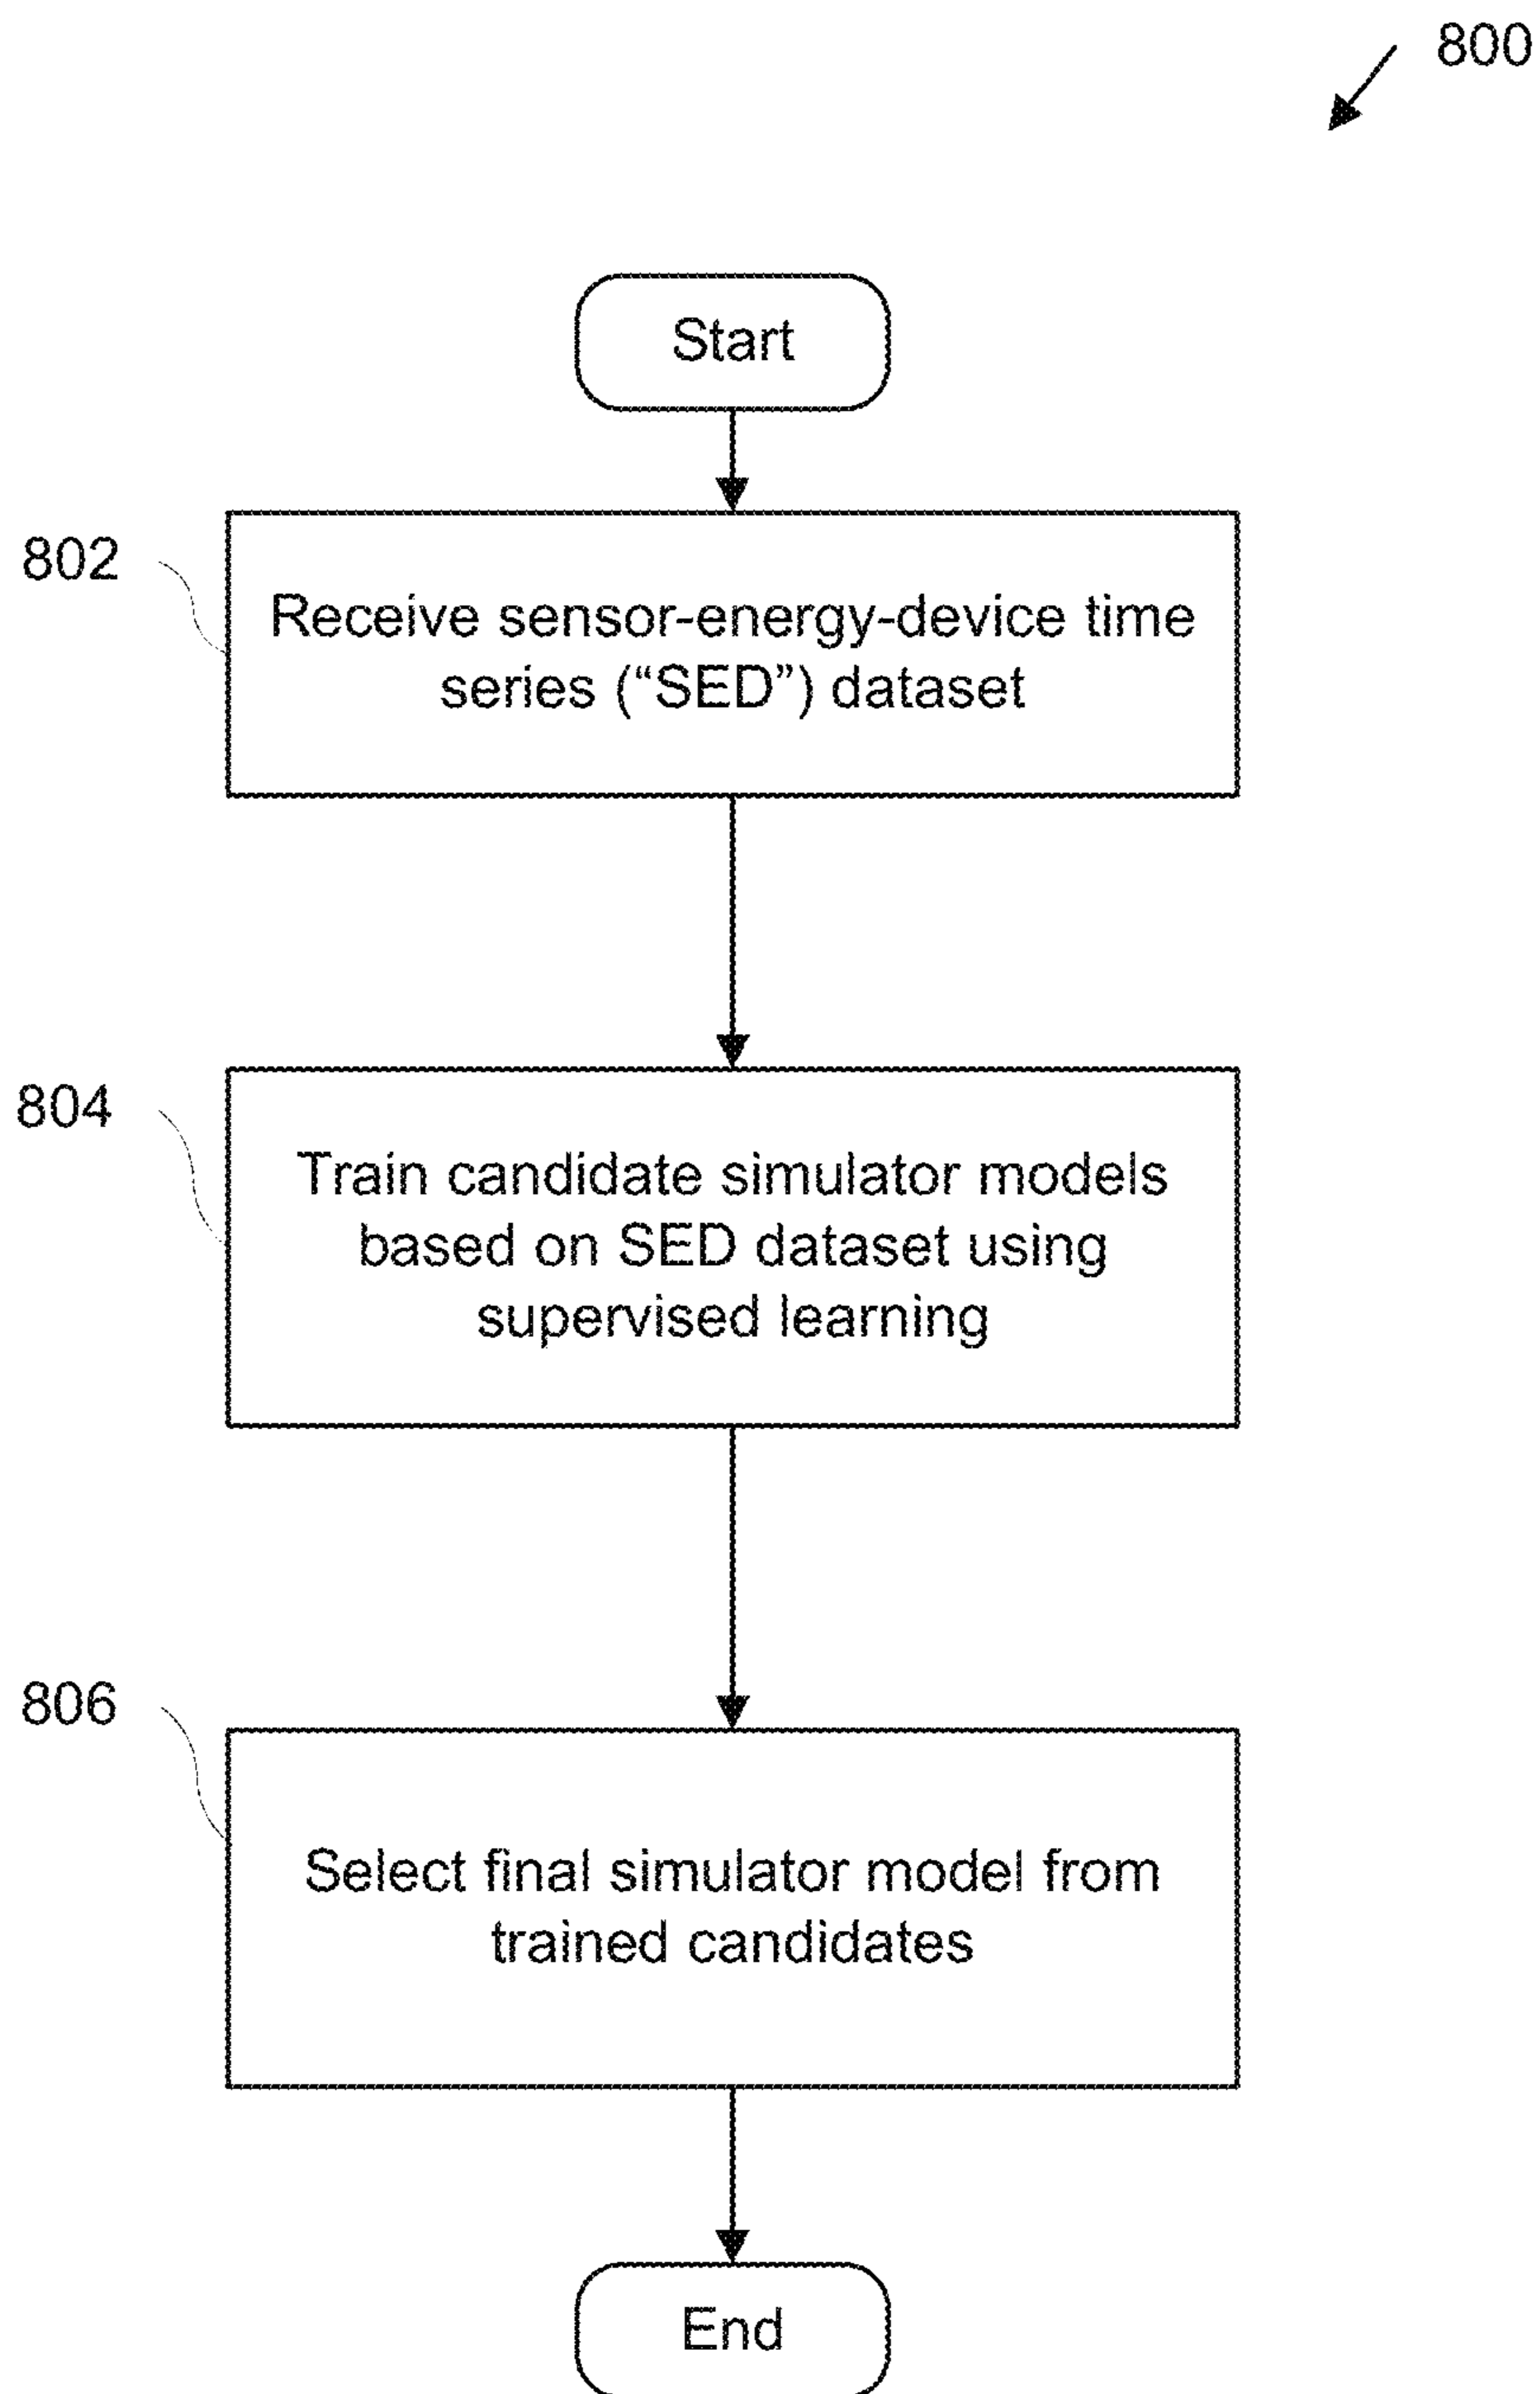 800
Start
802
Receive sensor-energy-device time
series (“SED”) dataset
804
Train candidate simulator models
based on SED dataset using
supervised learning
806
Select final simulator model from
trained candidates
End